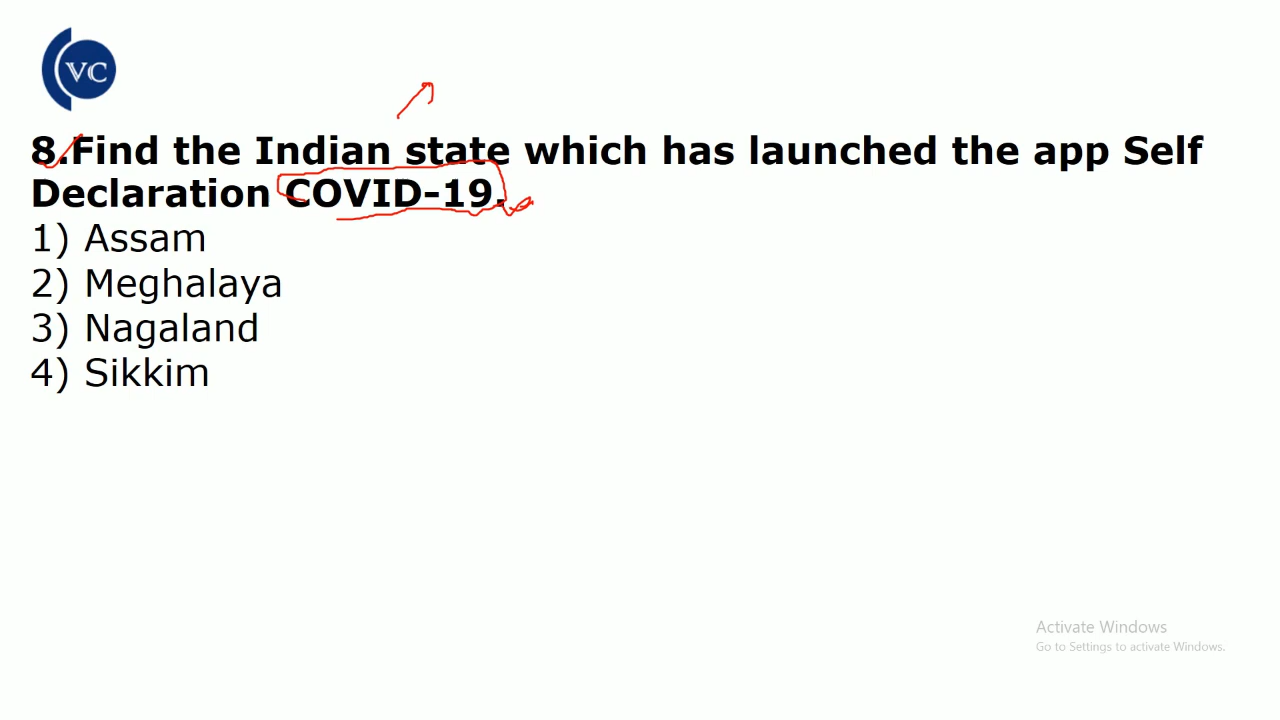 VC
8.Find the Indian state which has launched the app Self
Declaration COVID-19.
1) Assam
2) Meghalaya
3) Nagaland
4) Sikkim
Activate Windows
Go to Settings to activate Windows.